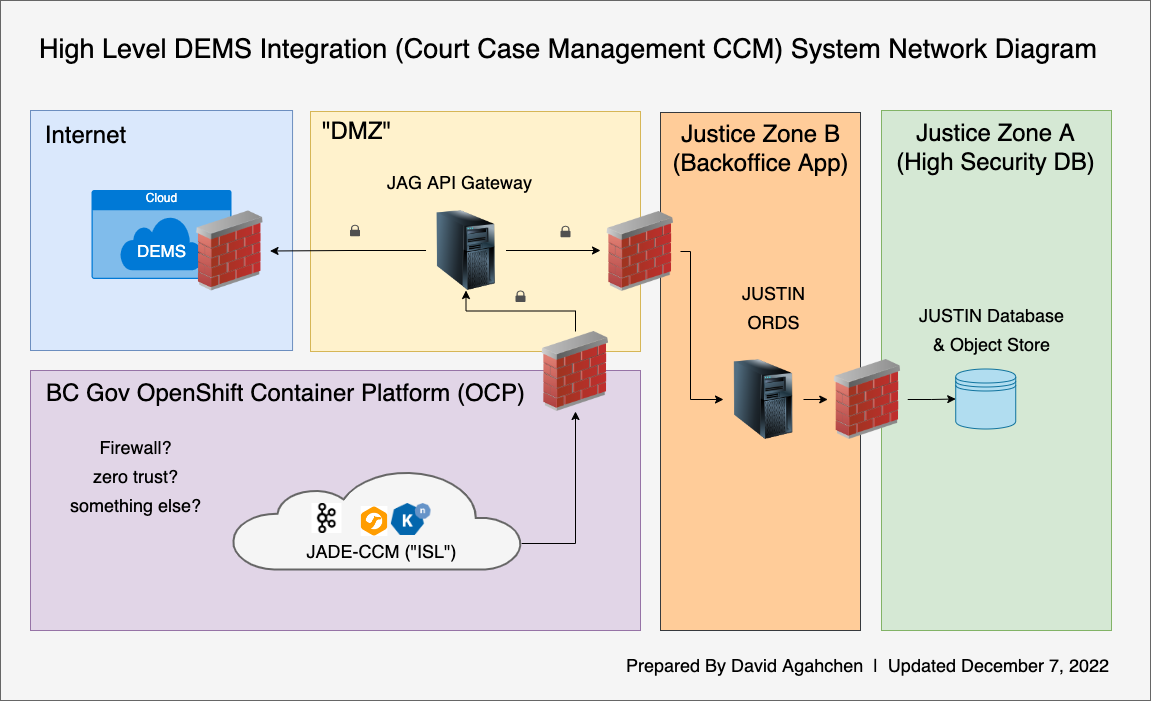 High Level DEMS Integration (Court Case Management CCM) System Network Diagram
Internet
"DMZ"
Justice Zone B
(Backoffice App)
Justice Zone A
(High Security DB)
JAG API Gateway
Cloud
DEMS
JUSTIN
ORDS
JUSTIN Database
& Object Store
BC Gov OpenShift Container Platform (OCP)
Firewall?
zero trust?
something else?
K
n
JADE-CCM ("ISL")
Prepared By David Agahchen | Updated December 7, 2022